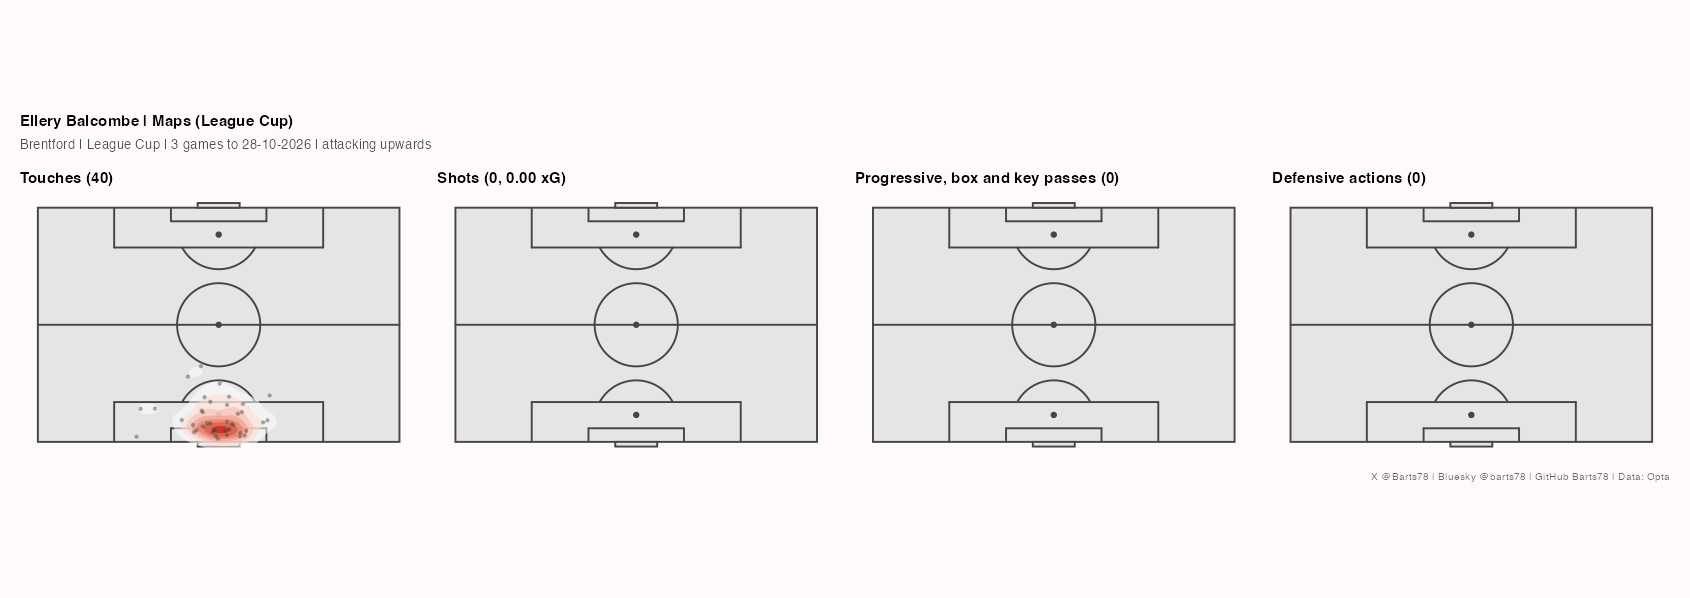 Ellery Balcombe | Maps (League Cup)
Brentford | League Cup | 3 games to 28-10-2026 | attacking upwards
Touches (40)
Shots (0, 0.00 xG)
Progressive, box and key passes (0)
Defensive actions (0)
X @Barts78 | Bluesky @barts78 | GitHub Barts78 | Data: Opta